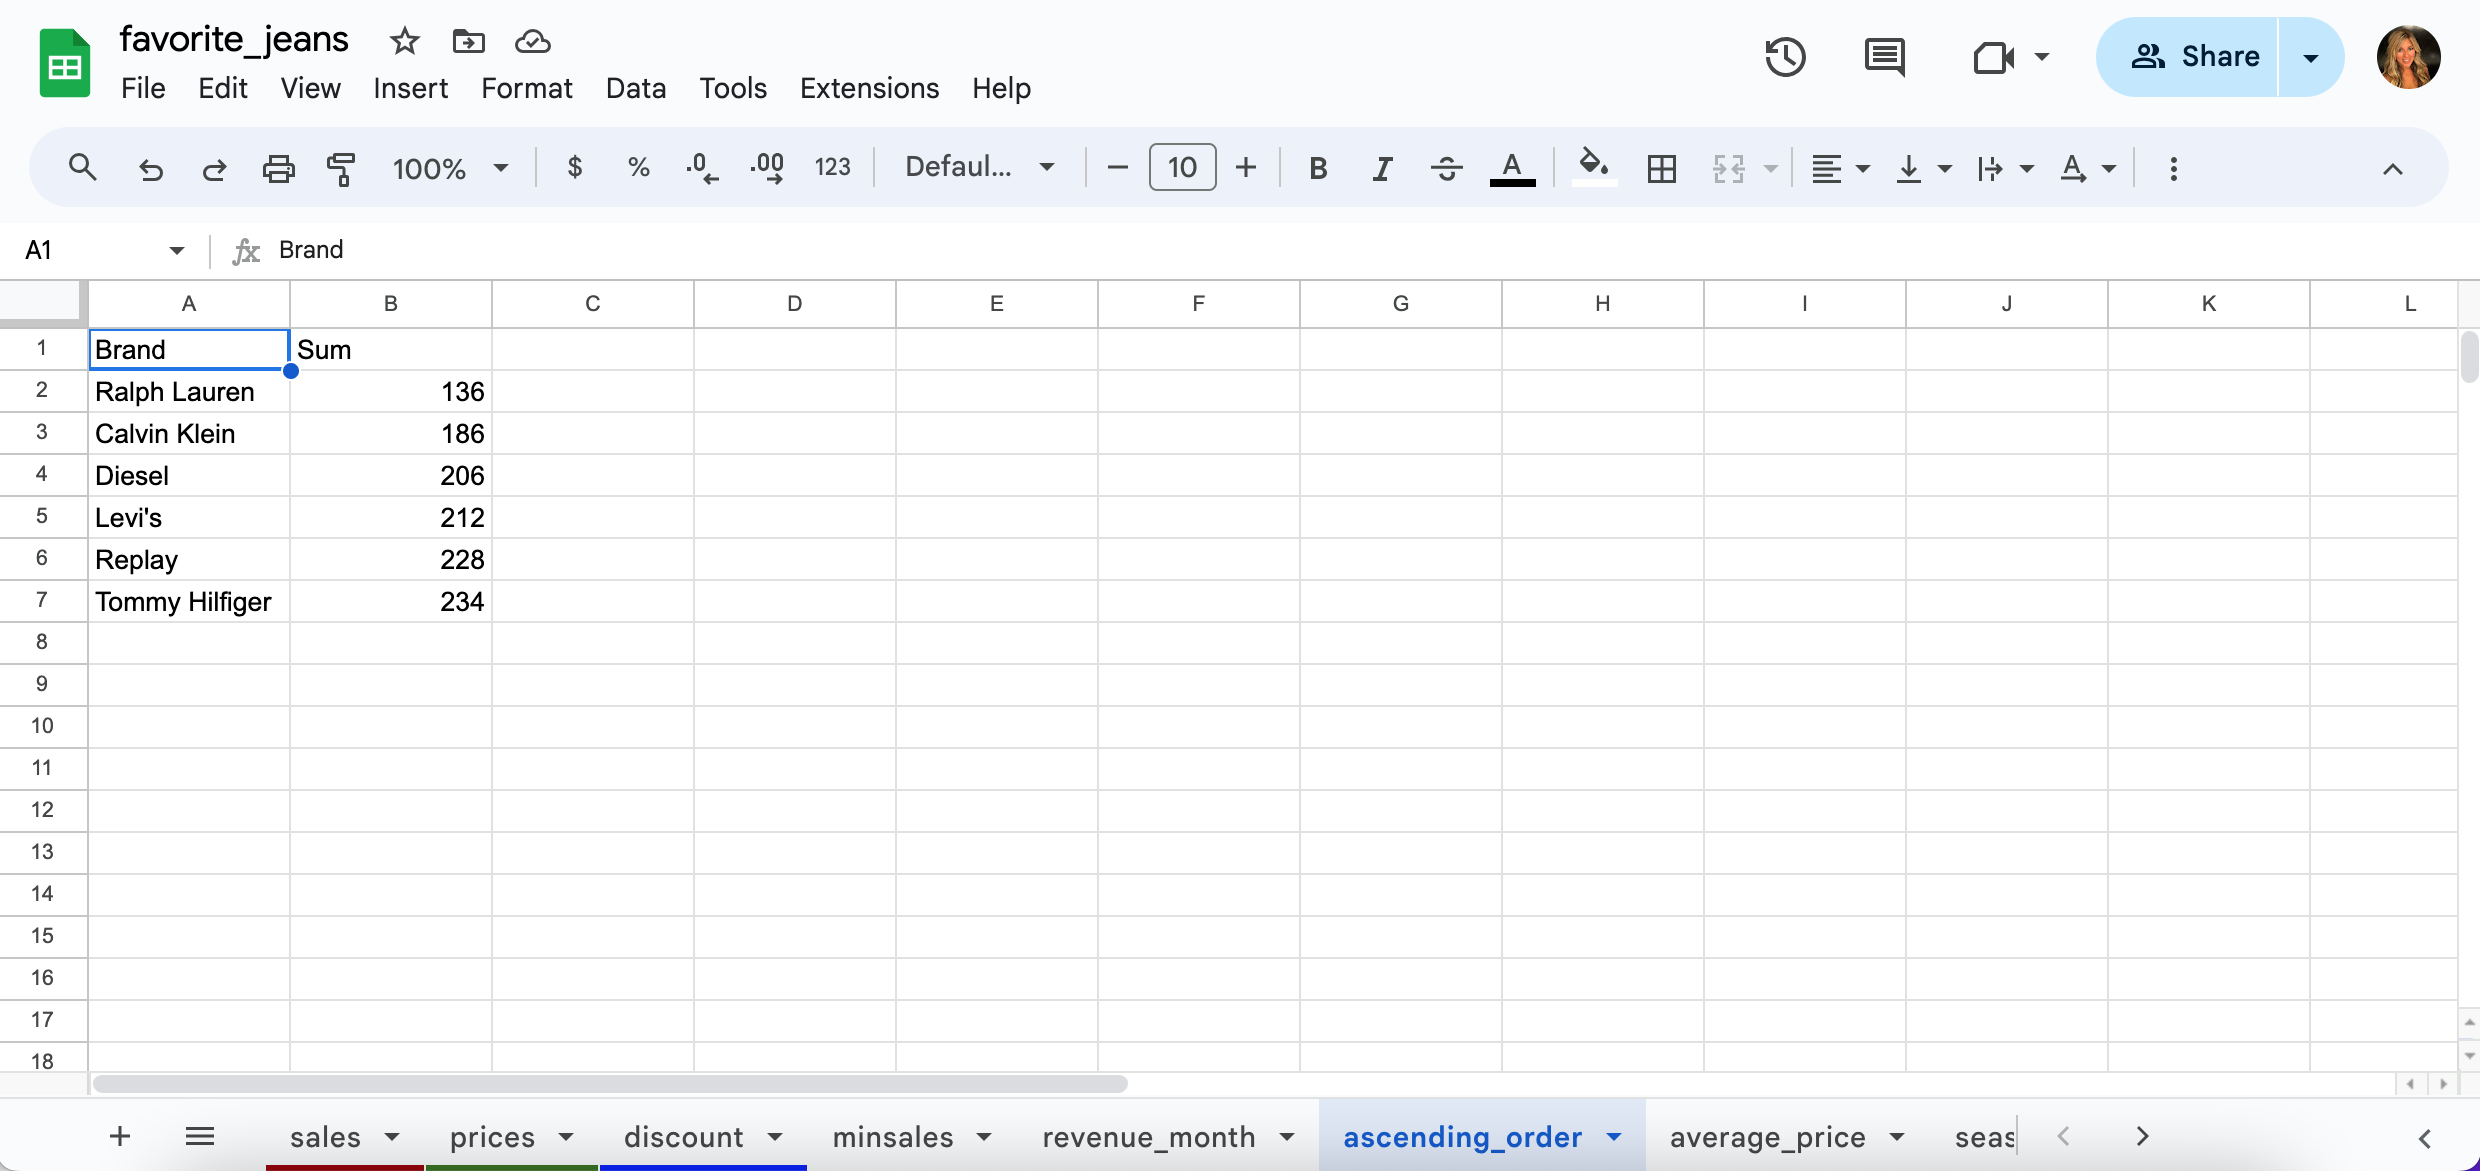 favorite_jeans
File Edit View Insert Format Data Tools Extensions Help
Share
100% $ % .0 .00 123 Defaul... 10 B I A A
A1 fx Brand
A B C D E F G H I J K L
1 Brand Sum
2 Ralph Lauren 136
3 Calvin Klein 186
4 Diesel 206
5 Levi's 212
6 Replay 228
7 Tommy Hilfiger 234
8
9
10
11
12
13
14
15
16
17
18
sales prices discount minsales revenue_month ascending_order average_price seas